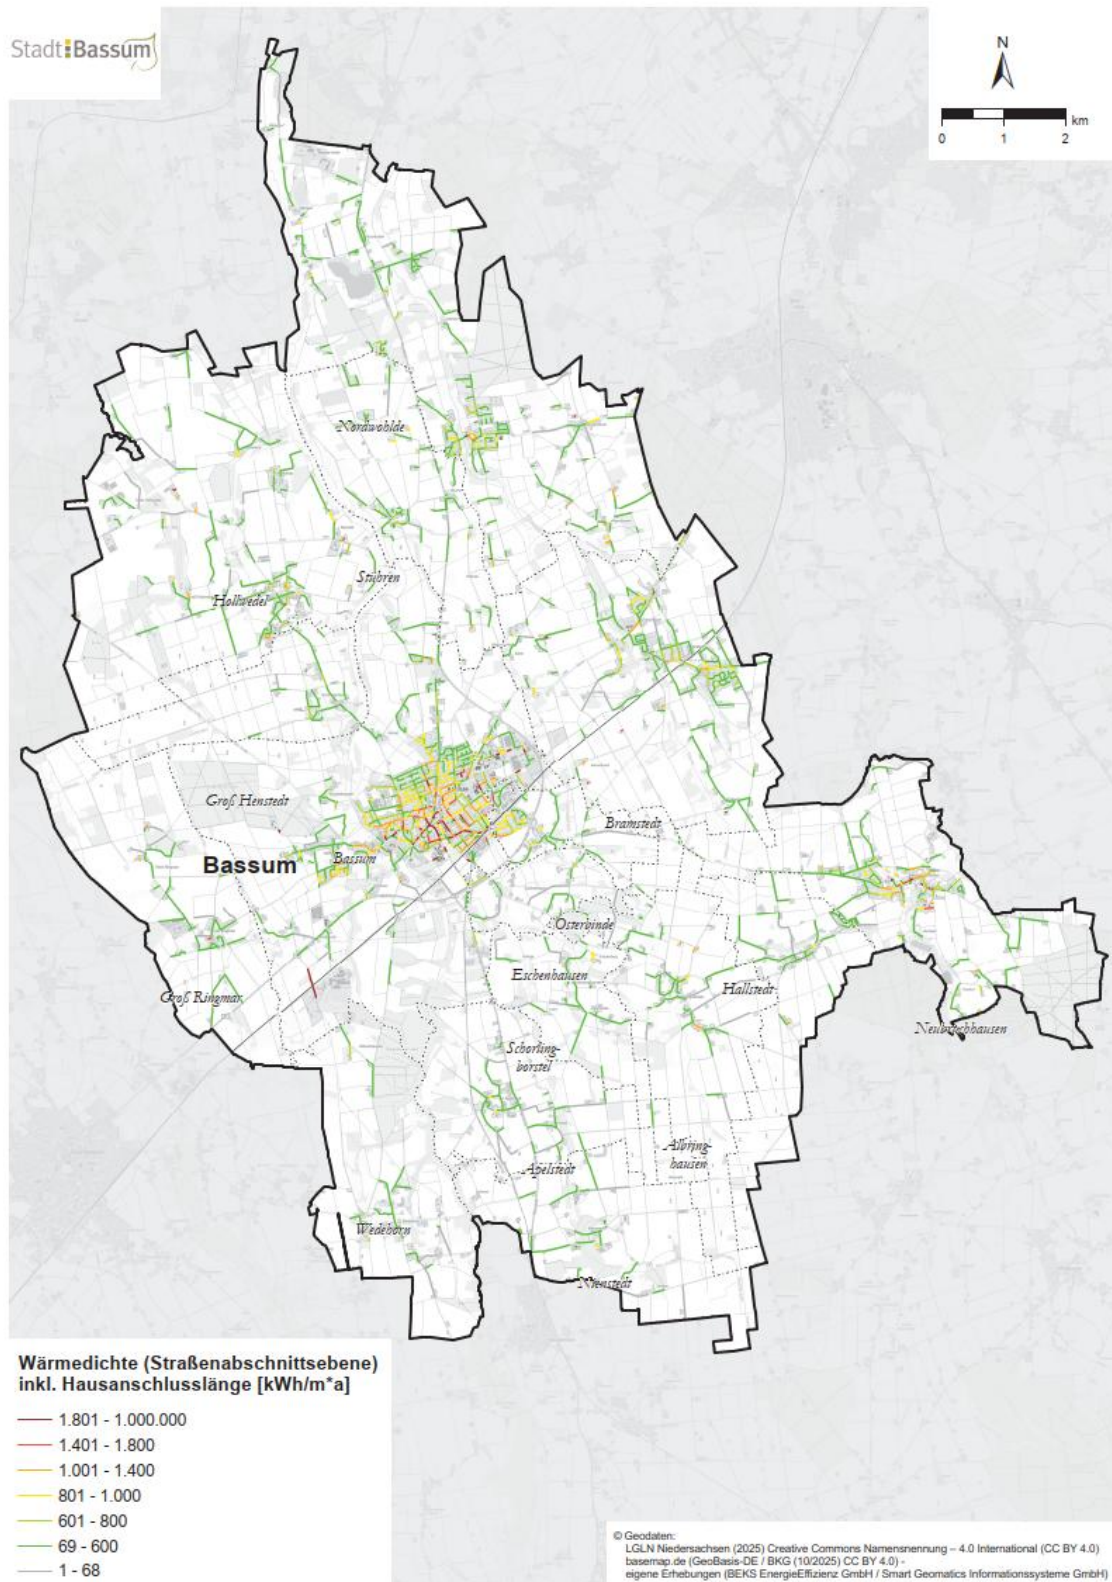 Stadt Bassum
N
km
0 1 2
Nordwohlde
Stühren
Hollwedel
Groß Henstedt
Bramstedt
Bassum
Bassum
Osterbinde
Eschenhausen
Hallstedt
Groß Ringmar
Neubruchhausen
Schorling-
borstel
Albring-
hausen
Apelstedt
Wedehorn
Nienstedt
Wärmedichte (Straßenabschnittsebene)
inkl. Hausanschlusslänge [kWh/m*a]
1.801 - 1.000.000
1.401 - 1.800
1.001 - 1.400
801 - 1.000
601 - 800
69 - 600
1 - 68
© Geodaten:
LGLN Niedersachsen (2025) Creative Commons Namensnennung – 4.0 International (CC BY 4.0)
basemap.de (GeoBasis-DE / BKG (10/2025) CC BY 4.0) -
eigene Erhebungen (BEKS EnergieEffizienz GmbH / Smart Geomatics Informationssysteme GmbH)